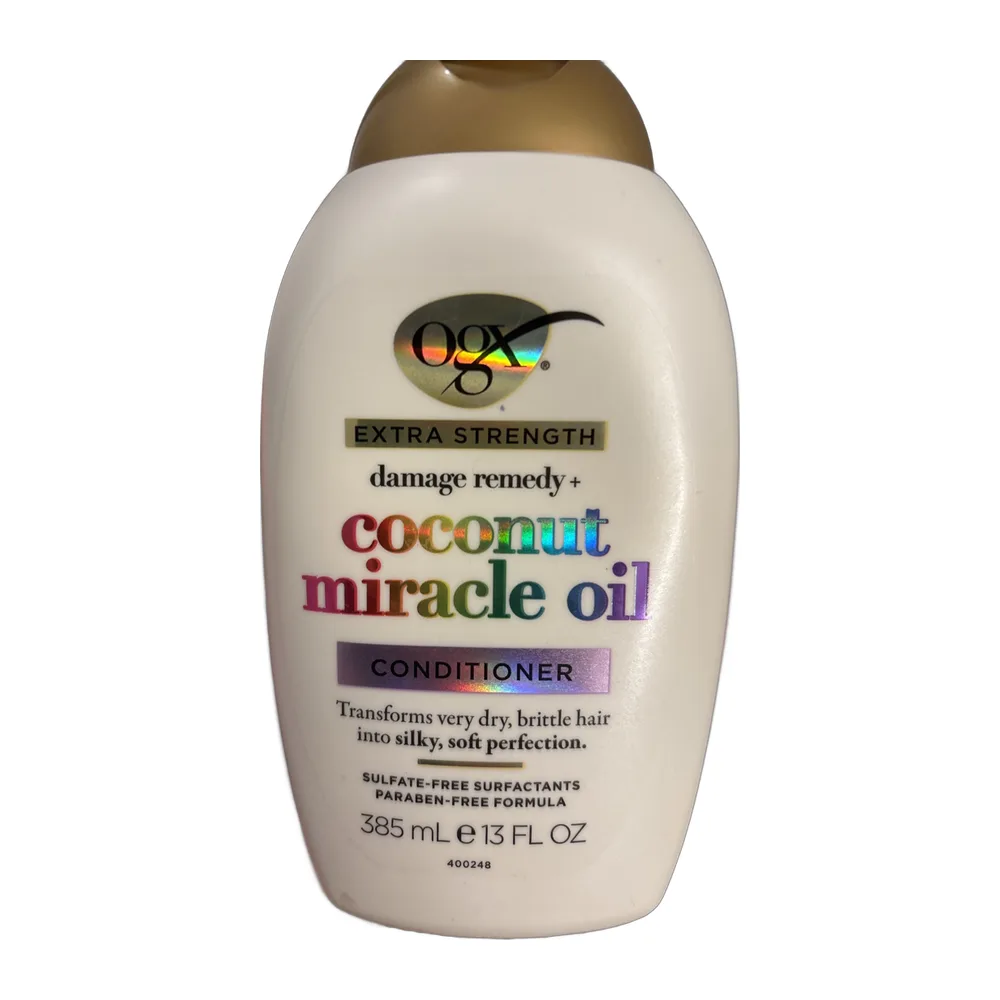 ogx®
EXTRA STRENGTH
damage remedy+
coconut
miracle oil
CONDITIONER
Transforms very dry, brittle hair
into silky, soft perfection.
SULFATE-FREE SURFACTANTS
PARABEN-FREE FORMULA
385 mL ℮ 13 FL OZ
400248